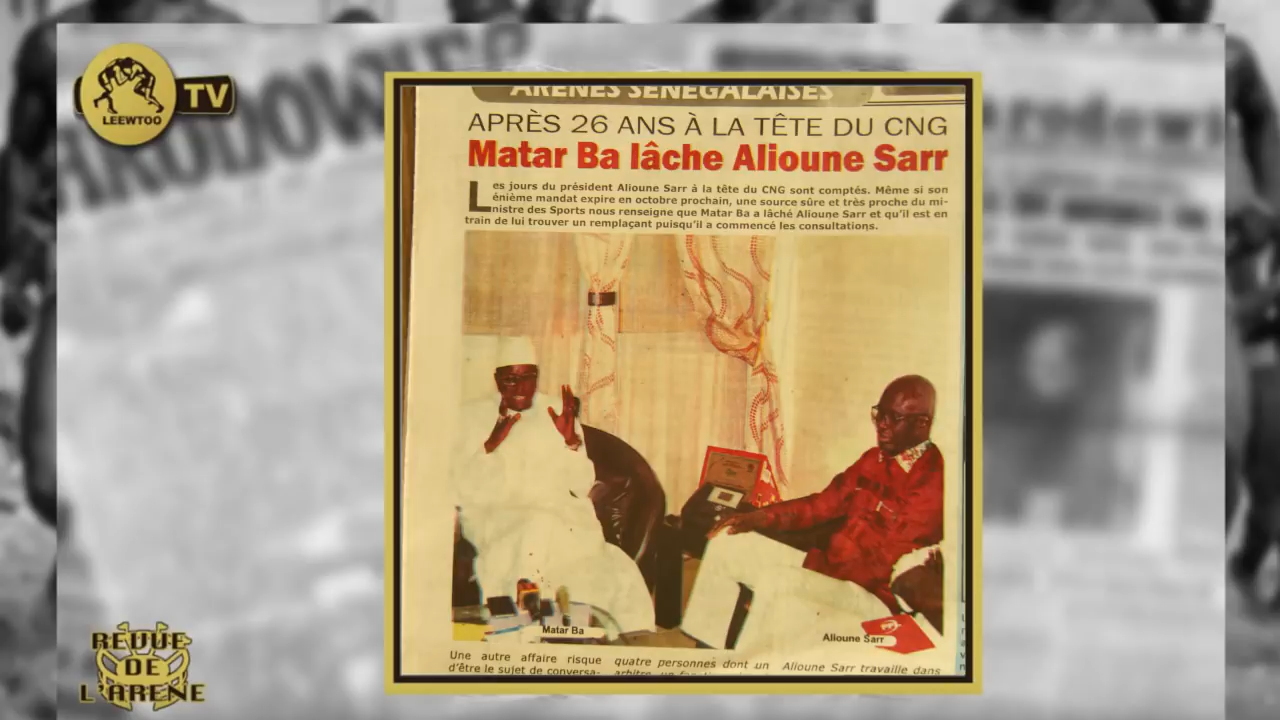 LEEWTOO
TV
ARENES SENEGALAISES
APRÈS 26 ANS À LA TÊTE DU CNG
Matar Ba lâche Alioune Sarr
Les jours du président Alioune Sarr à la tête du CNG sont comptés. Même si son
énième mandat expire en octobre prochain, une source sûre et très proche du mi-
nistre des Sports nous renseigne que Matar Ba a lâché Alioune Sarr et qu'il est en
train de lui trouver un remplaçant puisqu'il a commencé les consultations.
Matar Ba
Alioune Sarr
Une autre affaire risque
d'être le sujet de conversa-
quatre personnes dont un
Alioune Sarr travaille dans
REVUE
DE
L'ARENE